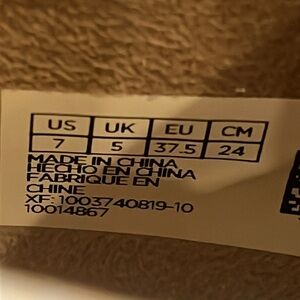 US UK EU CM
7 5 37.5 24
MADE IN CHINA
HECHO EN CHINA
FABRIQUE EN
CHINE
XF: 1003740819-10
10014867